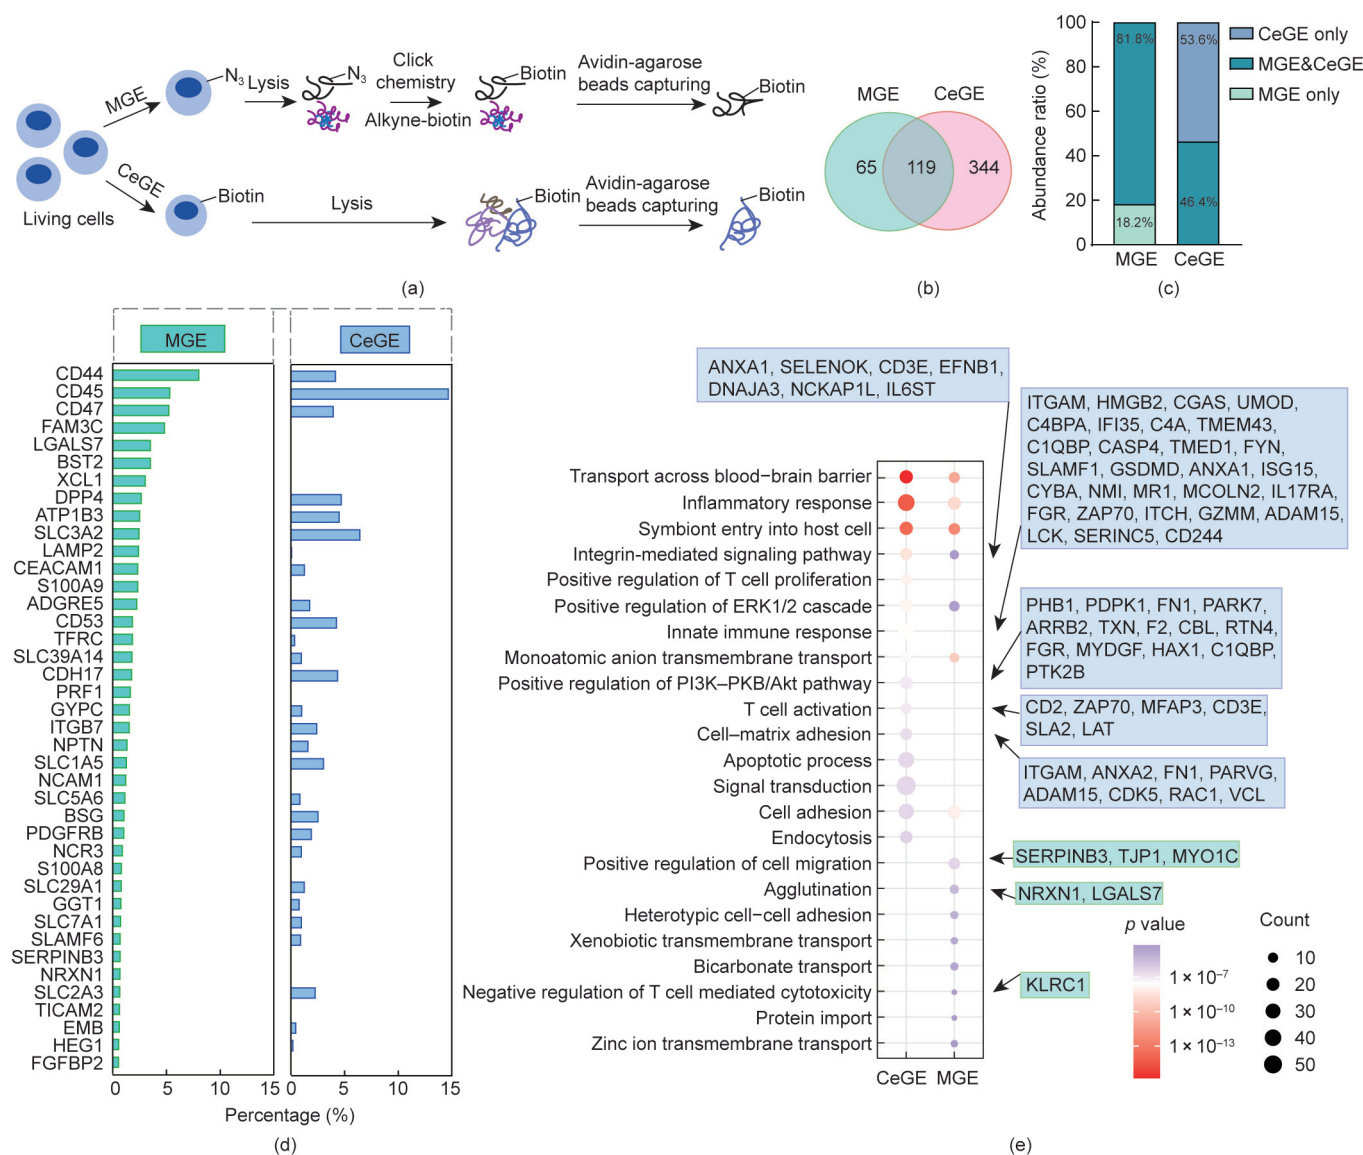 MGE
N3
Lysis
N3
Click
chemistry
Alkyne-biotin
Biotin
Avidin-agarose
beads capturing
Biotin
Living cells
CeGE
Biotin
Lysis
Biotin
Avidin-agarose
beads capturing
Biotin
(a)
MGE
CeGE
65
119
344
(b)
Abundance ratio (%)
100
80
60
40
20
0
81.8%
18.2%
53.6%
46.4%
MGE
CeGE
CeGE only
MGE&CeGE
MGE only
(c)
MGE
CeGE
CD44
CD45
CD47
FAM3C
LGALS7
BST2
XCL1
DPP4
ATP1B3
SLC3A2
LAMP2
CEACAM1
S100A9
ADGRE5
CD53
TFRC
SLC39A14
CDH17
PRF1
GYPC
ITGB7
NPTN
SLC1A5
NCAM1
SLC5A6
BSG
PDGFRB
NCR3
S100A8
SLC29A1
GGT1
SLC7A1
SLAMF6
SERPINB3
NRXN1
SLC2A3
TICAM2
EMB
HEG1
FGFBP2
0 5 10 15 0 5 10 15
Percentage (%)
(d)
ANXA1, SELENOK, CD3E, EFNB1,
DNAJA3, NCKAP1L, IL6ST
ITGAM, HMGB2, CGAS, UMOD,
C4BPA, IFI35, C4A, TMEM43,
C1QBP, CASP4, TMED1, FYN,
SLAMF1, GSDMD, ANXA1, ISG15,
CYBA, NMI, MR1, MCOLN2, IL17RA,
FGR, ZAP70, ITCH, GZMM, ADAM15,
LCK, SERINC5, CD244
PHB1, PDPK1, FN1, PARK7,
ARRB2, TXN, F2, CBL, RTN4,
FGR, MYDGF, HAX1, C1QBP,
PTK2B
CD2, ZAP70, MFAP3, CD3E,
SLA2, LAT
ITGAM, ANXA2, FN1, PARVG,
ADAM15, CDK5, RAC1, VCL
SERPINB3, TJP1, MYO1C
NRXN1, LGALS7
KLRC1
Transport across blood−brain barrier
Inflammatory response
Symbiont entry into host cell
Integrin-mediated signaling pathway
Positive regulation of T cell proliferation
Positive regulation of ERK1/2 cascade
Innate immune response
Monoatomic anion transmembrane transport
Positive regulation of PI3K–PKB/Akt pathway
T cell activation
Cell–matrix adhesion
Apoptotic process
Signal transduction
Cell adhesion
Endocytosis
Positive regulation of cell migration
Agglutination
Heterotypic cell−cell adhesion
Xenobiotic transmembrane transport
Bicarbonate transport
Negative regulation of T cell mediated cytotoxicity
Protein import
Zinc ion transmembrane transport
CeGE MGE
p value
1 × 10⁻⁷
1 × 10⁻¹⁰
1 × 10⁻¹³
Count
10
20
30
40
50
(e)